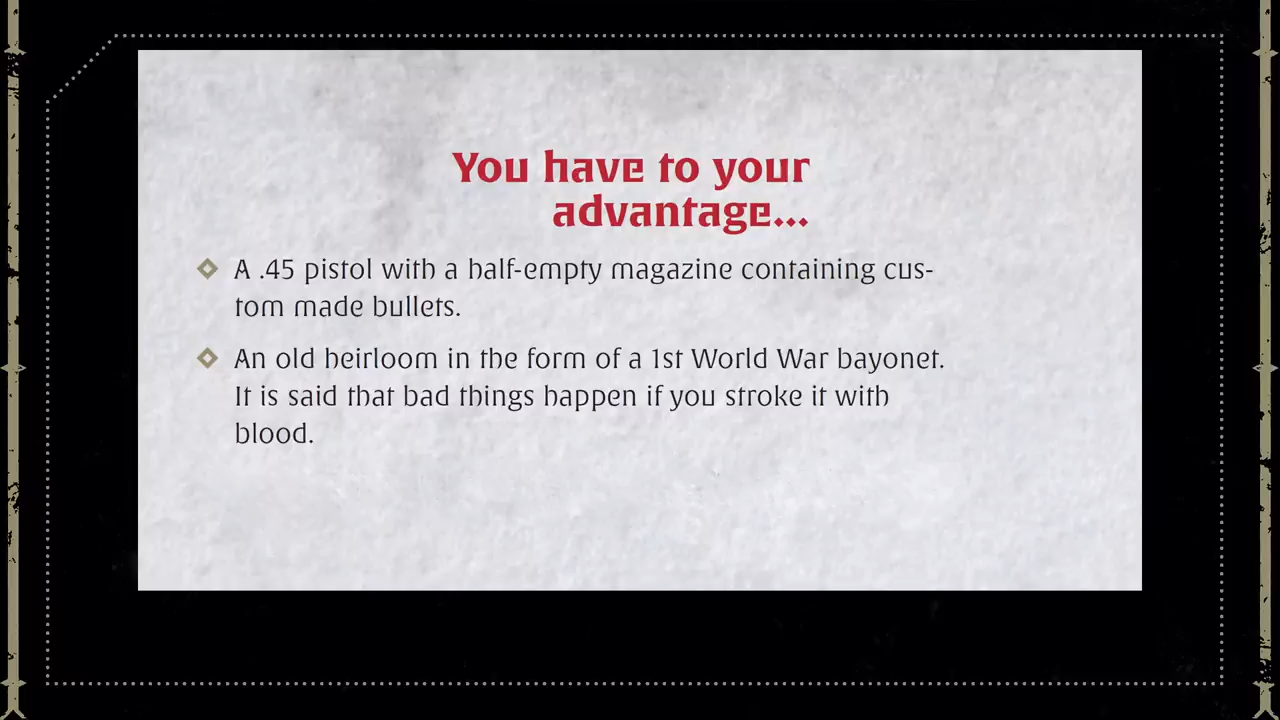 You have to your
advantage...
A .45 pistol with a half-empty magazine containing cus-
tom made bullets.
An old heirloom in the form of a 1st World War bayonet.
It is said that bad things happen if you stroke it with
blood.